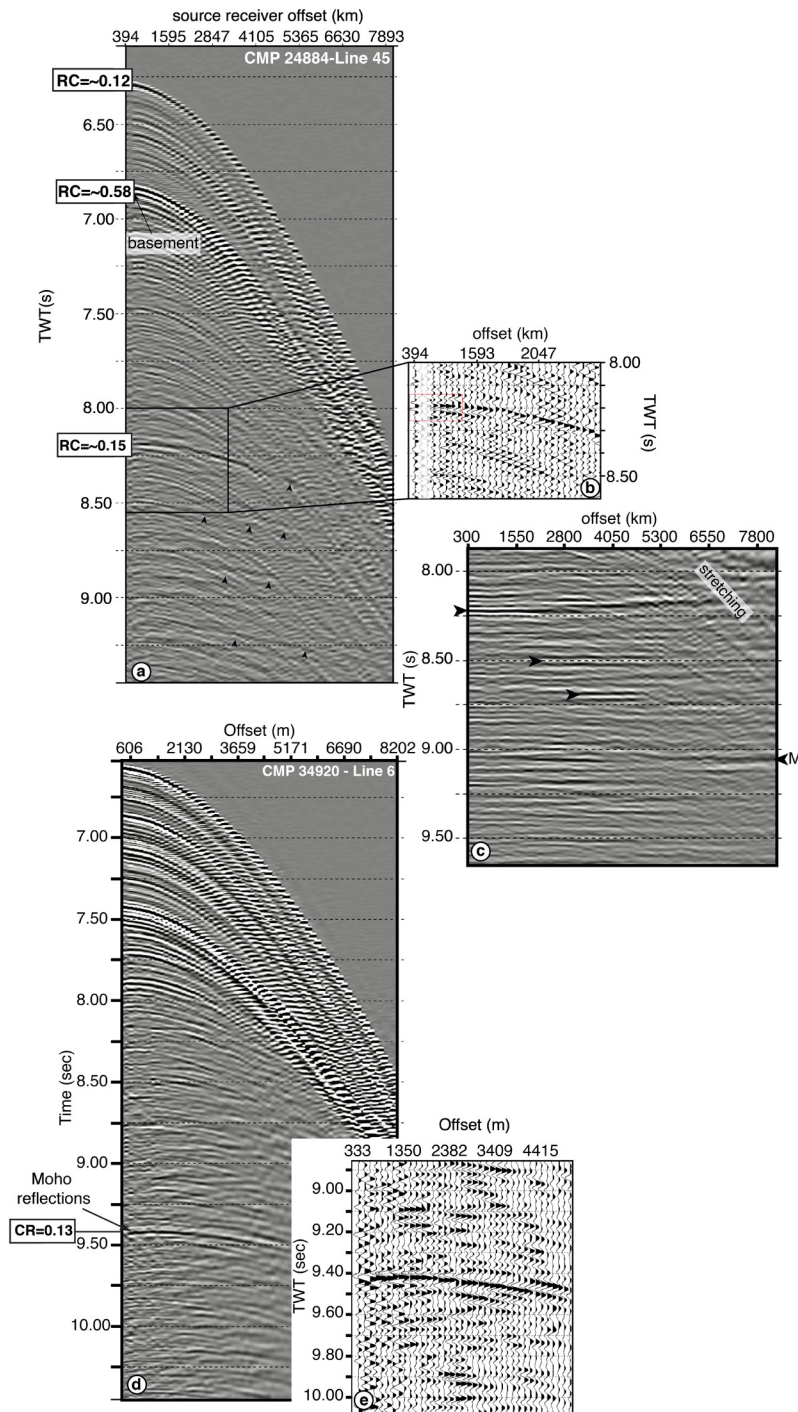 source receiver offset (km)
394 1595 2847 4105 5365 6630 7893
CMP 24884-Line 45
RC=~0.12
6.50
RC=~0.58
7.00
basement
7.50
TWT(s)
8.00
RC=~0.15
8.50
9.00
a
offset (km)
394 1593 2047
8.00
TWT (s)
8.50
b
offset (km)
300 1550 2800 4050 5300 6550 7800
8.00
stretching
8.50
TWT (s)
9.00
M
9.50
c
Offset (m)
606 2130 3659 5171 6690 8202
CMP 34920 - Line 6
7.00
7.50
8.00
Time (sec)
8.50
9.00
Moho
reflections
CR=0.13
9.50
10.00
d
Offset (m)
333 1350 2382 3409 4415
9.00
9.20
TWT (sec)
9.40
9.60
9.80
10.00
e